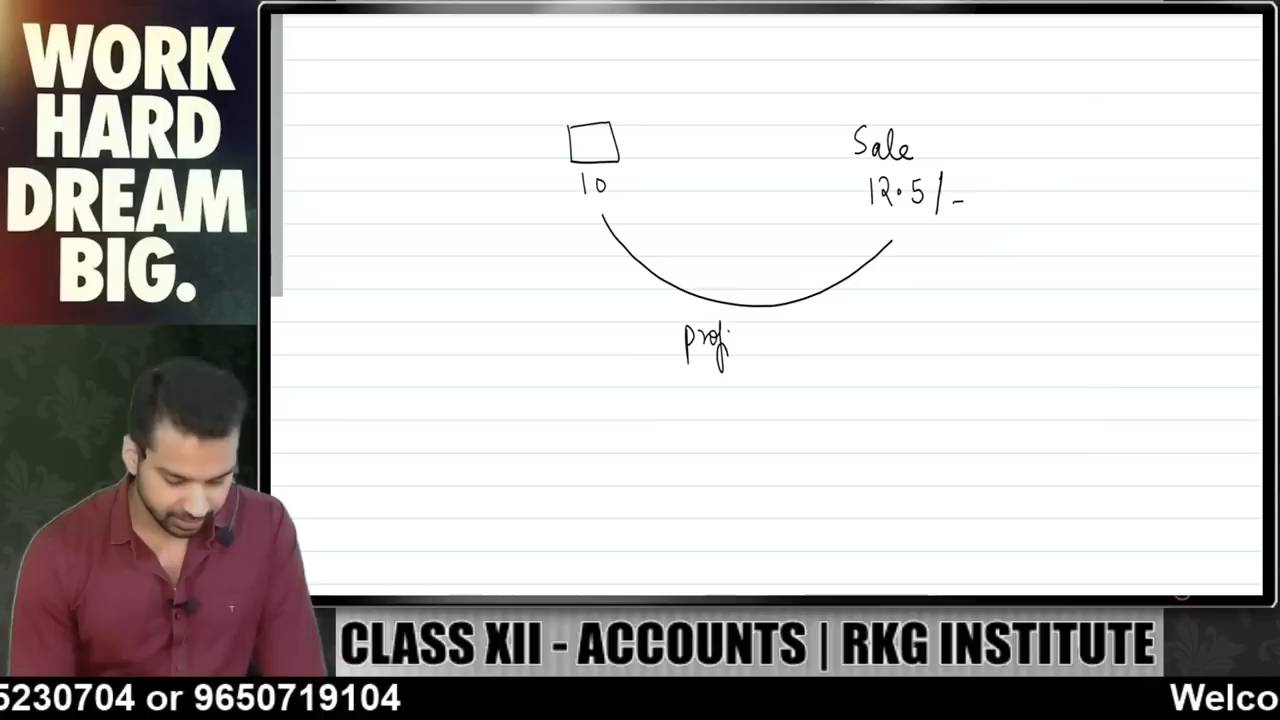 WORK
HARD
DREAM
BIG.
10
Sale
12.5/-
prof
CLASS XII - ACCOUNTS | RKG INSTITUTE
5230704 or 9650719104
Welco